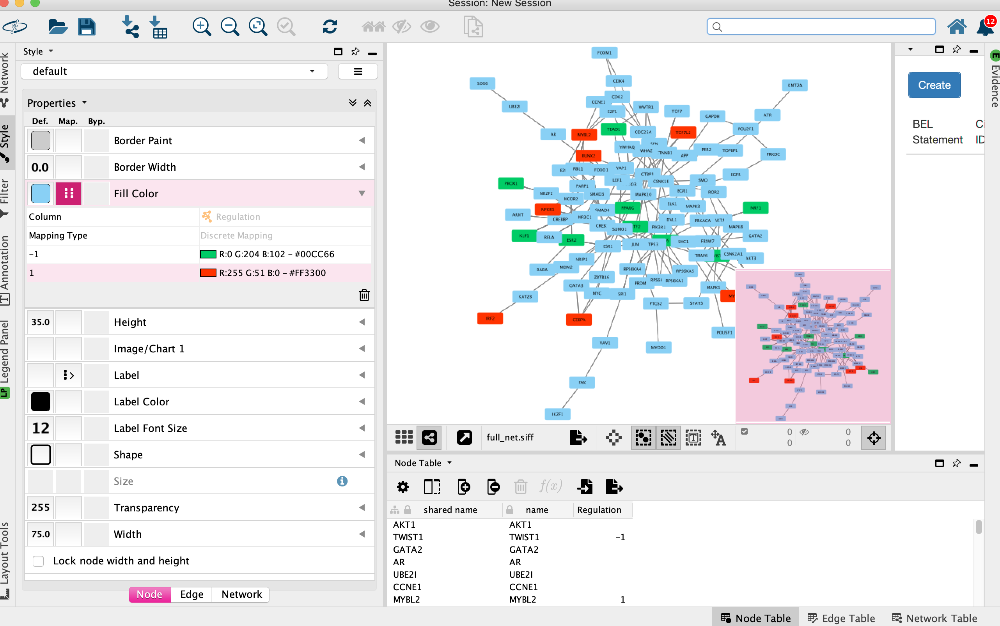 Session: New Session
12
Network
Style
Filter
Annotation
Legend Panel
LP
Layout Tools
Style
default
Properties
Def. Map. Byp.
Border Paint
0.0 Border Width
Fill Color
Column Regulation
Mapping Type Discrete Mapping
-1 R:0 G:204 B:102 - #00CC66
1 R:255 G:51 B:0 - #FF3300
35.0 Height
Image/Chart 1
Label
Label Color
12 Label Font Size
Shape
Size
255 Transparency
75.0 Width
Lock node width and height
Node Edge Network
FOXM1
CDK4
SOX6
KMT2A
CDK2
CCNE1
UBE2I
WWTR1
E2F1
TCF7
ATR
GAPDH
TEAD1
POU2F1
CDC25A
TCF7L2
AR
MYBL2
YWHAQ
PER2
TOPBP1
PRKDC
APP
RUNX2
RBL1
FOXO1
YAP1
CTBP1
EGFR
LEF1
CSNK1E
SMO
PROX1
PARP1
EGR1
ROR2
NR2F2
SMAD3
MAPK10
NCOR2
ELK1
MAPK3
PPARG
NRF1
NFKB1
SMAD4
ARNT
CREBBP
NR3C1
DVL1
PRKACA
SUMO1
PIK3R1
MAPK8
KLF1
RELA
ESR2
SHC1
FBXW7
GATA2
ESR1
JUN
TP53
TRAF6
CSNK2A1
AKT3
NRIP1
RARA
MDM2
RPS6KA4
RPS6KA5
ZBTB16
GATA3
PRDM
RPS6KA1
MAPK1
KAT2B
MYC
SPI1
MY
PTGS2
STAT3
IRF2
CEBPA
POU5F1
VAV1
MYOD1
SYK
IKZF1
full_net.siff
0 0
0 0
Create
BEL
Statement
Evidence
E
Node Table
f(x)
shared name name Regulation
AKT1 AKT1
TWIST1 TWIST1 -1
GATA2 GATA2
AR AR
UBE2I UBE2I
CCNE1 CCNE1
MYBL2 MYBL2 1
Node Table Edge Table Network Table